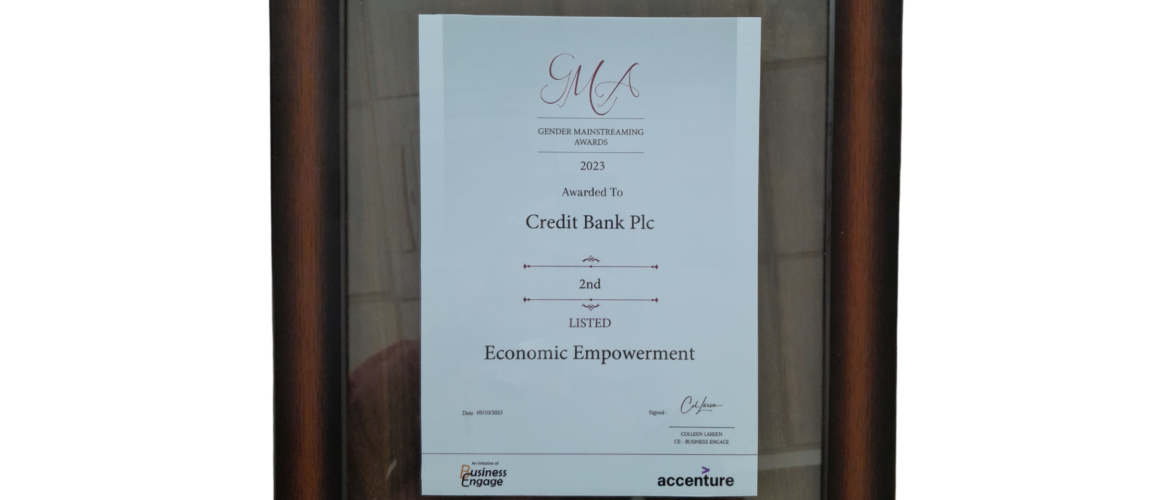 GMA
GENDER MAINSTREAMING
AWARDS
2023
Awarded To
Credit Bank Plc
2nd
LISTED
Economic Empowerment
Date 05/10/2023
Signed :
COLLEEN LARSEN
CE - BUSINESS ENGAGE
An initiative of
Business
Engage
accenture